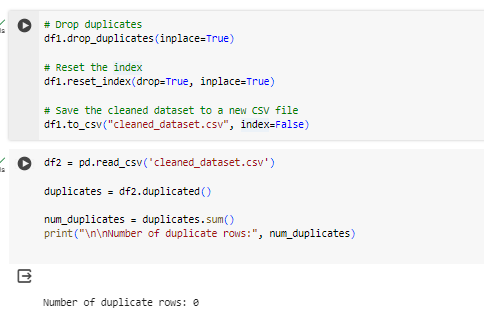 # Drop duplicates
df1.drop_duplicates(inplace=True)
# Reset the index
df1.reset_index(drop=True, inplace=True)
# Save the cleaned dataset to a new CSV file
df1.to_csv("cleaned_dataset.csv", index=False)
df2 = pd.read_csv('cleaned_dataset.csv')
duplicates = df2.duplicated()
num_duplicates = duplicates.sum()
print("\n\nNumber of duplicate rows:", num_duplicates)
Number of duplicate rows: 0